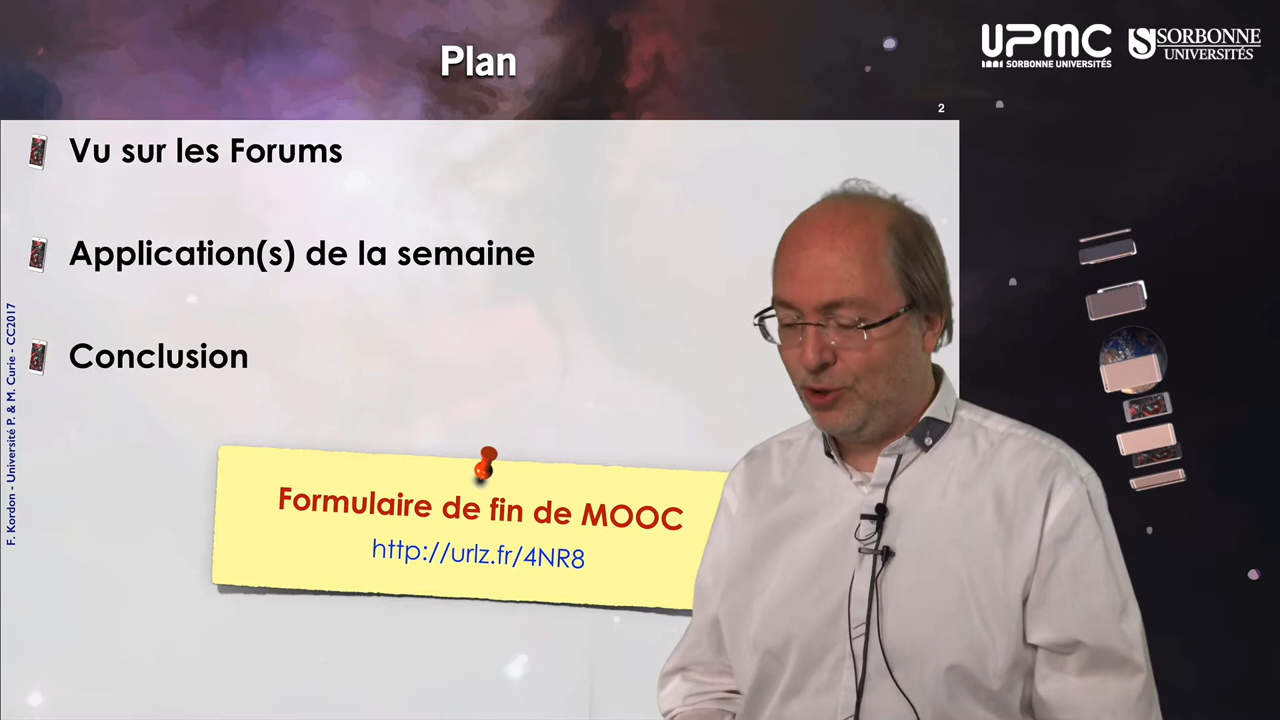 Plan
UPMC
SORBONNE UNIVERSITÉS
SORBONNE
UNIVERSITÉS
2
Vu sur les Forums
Application(s) de la semaine
Conclusion
Formulaire de fin de MOOC
http://urlz.fr/4NR8
F. Kordon - Université P. & M. Curie - CC2017